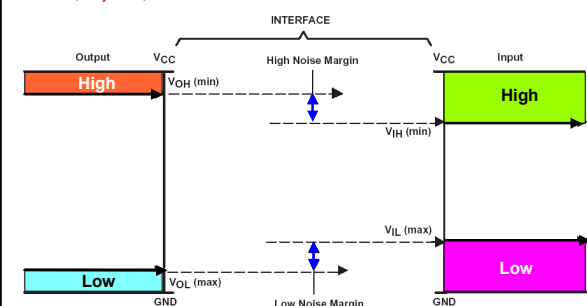 INTERFACE
Output
VCC
High Noise Margin
VCC
Input
High
VOH (min)
High
VIH (min)
VIL (max)
Low
VOL (max)
Low
GND
Low Noise Margin
GND